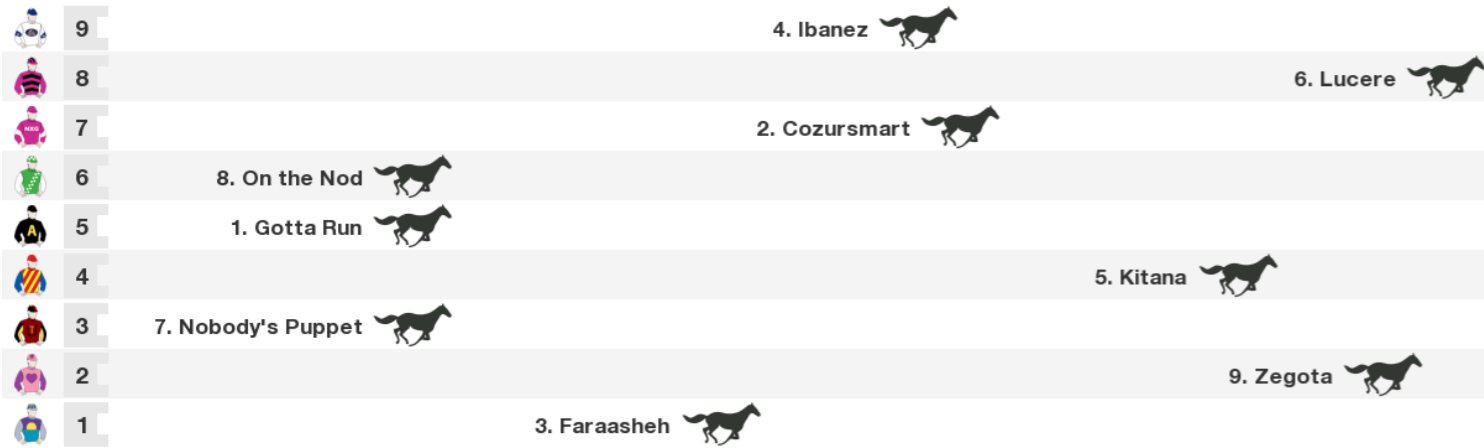 9 4. Ibanez
8 6. Lucere
NXG 7 2. Cozursmart
6 8. On the Nod
A 5 1. Gotta Run
4 5. Kitana
T 3 7. Nobody's Puppet
2 9. Zegota
1 3. Faraasheh